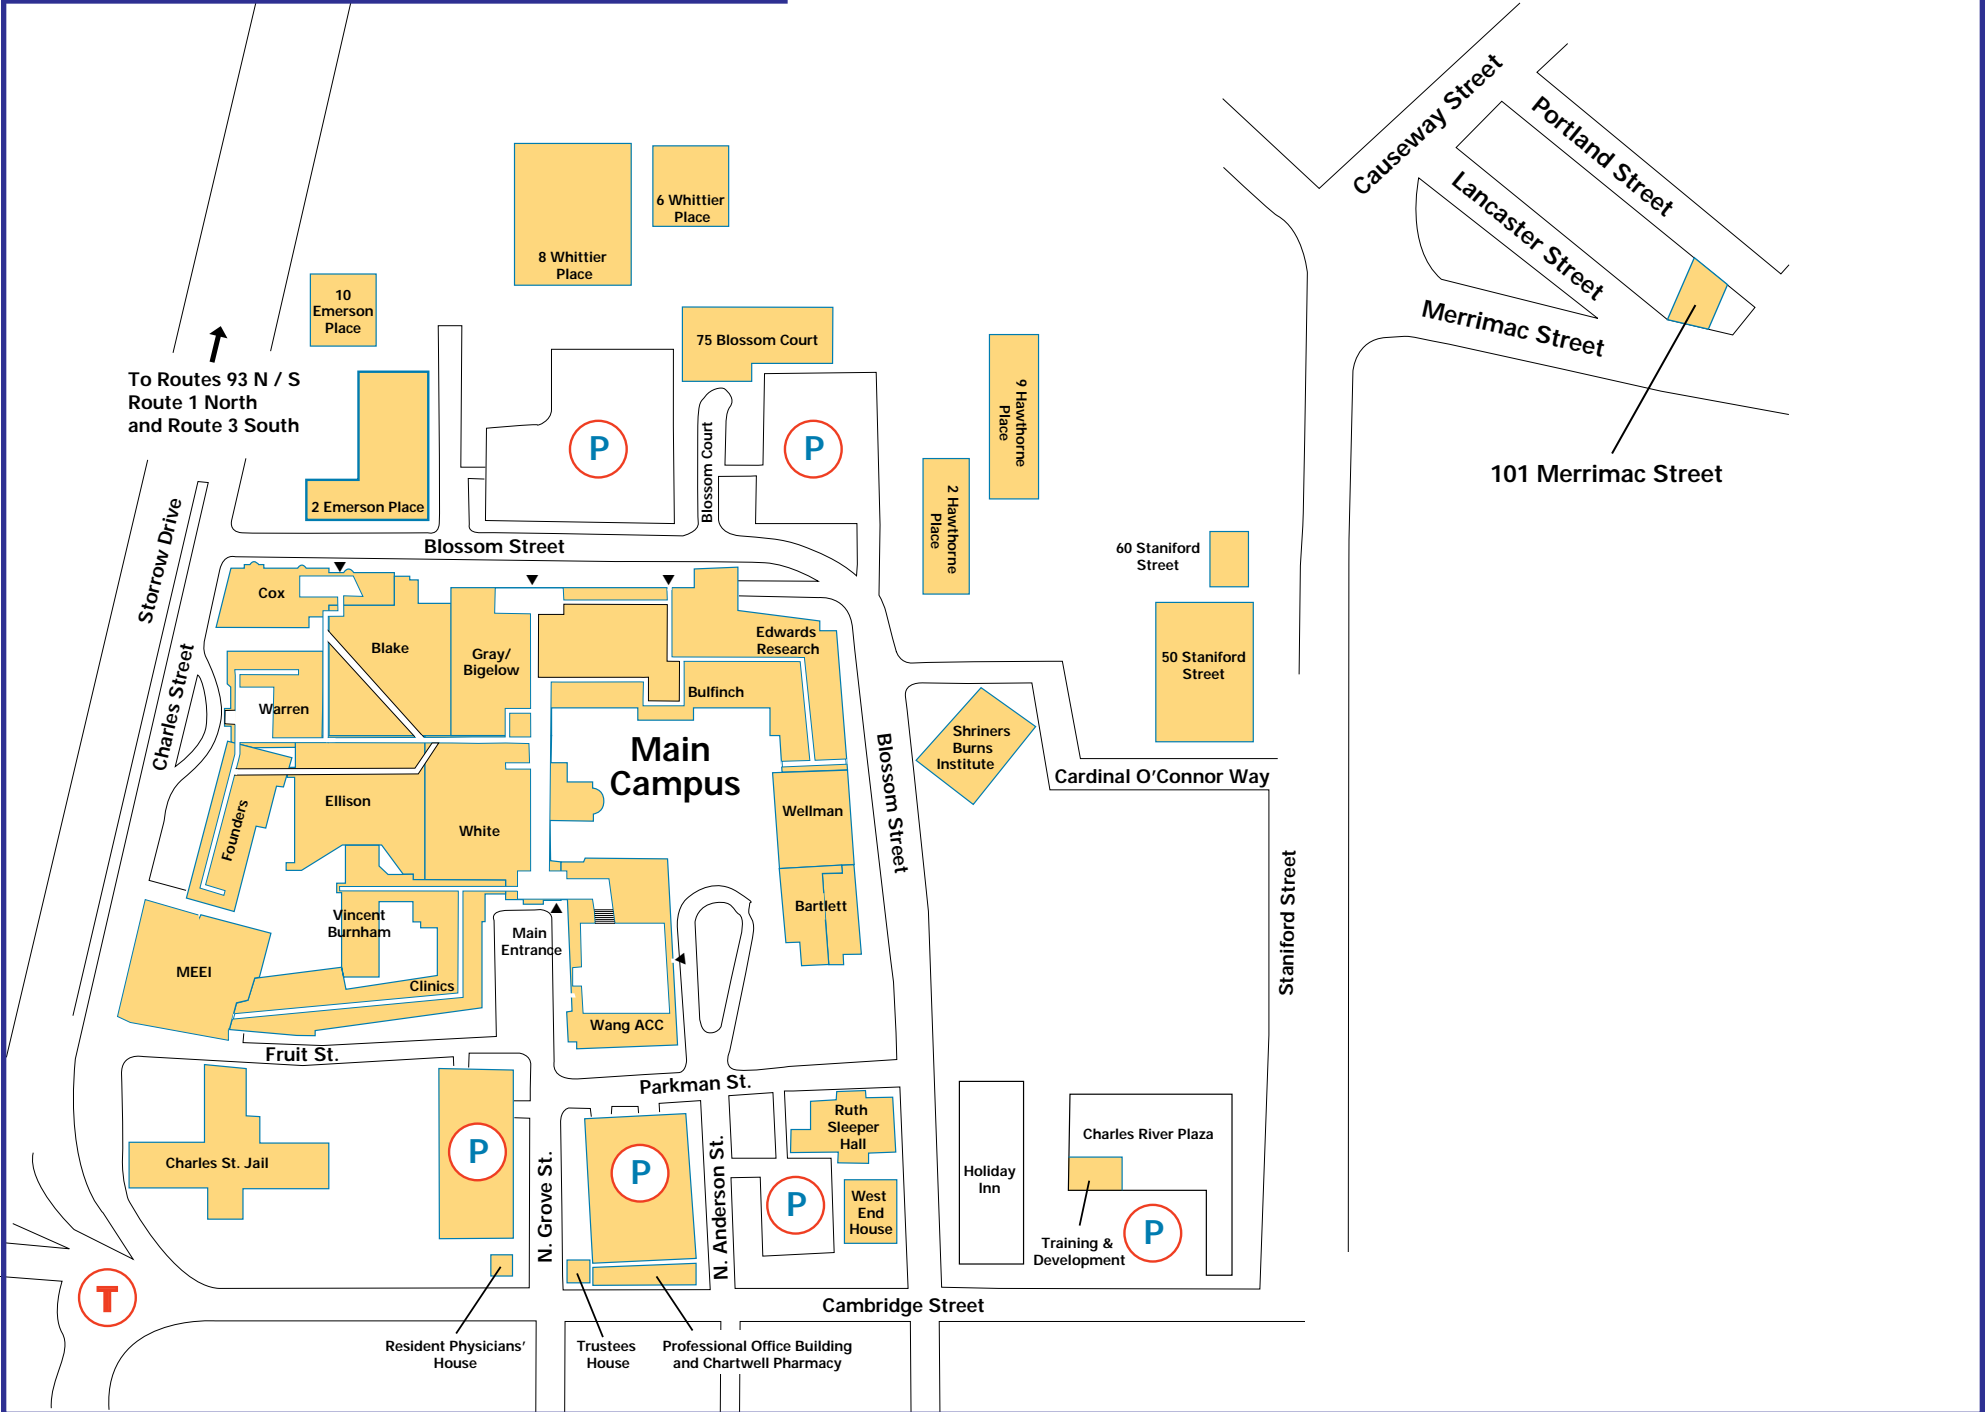 Causeway Street
Portland Street
Lancaster Street
Merrimac Street
101 Merrimac Street
6 Whittier
Place
8 Whittier
Place
10
Emerson
Place
75 Blossom Court
To Routes 93 N / S
Route 1 North
and Route 3 South
P
P
Blossom Court
9 Hawthorne
Place
2 Hawthorne
Place
2 Emerson Place
Storrow Drive
Blossom Street
60 Staniford
Street
Cox
Blake
Gray/
Bigelow
Edwards
Research
50 Staniford
Street
Bulfinch
Warren
Charles Street
Main
Campus
Shriners
Burns
Institute
Blossom Street
Cardinal O'Connor Way
Founders
Ellison
White
Wellman
Staniford Street
Vincent
Burnham
Main
Entrance
Bartlett
MEEI
Clinics
Wang ACC
Fruit St.
Parkman St.
Ruth
Sleeper
Hall
Charles River Plaza
Charles St. Jail
P
N. Grove St.
P
N. Anderson St.
P
West
End
House
Holiday
Inn
Training &
Development
P
T
Cambridge Street
Resident Physicians'
House
Trustees
House
Professional Office Building
and Chartwell Pharmacy